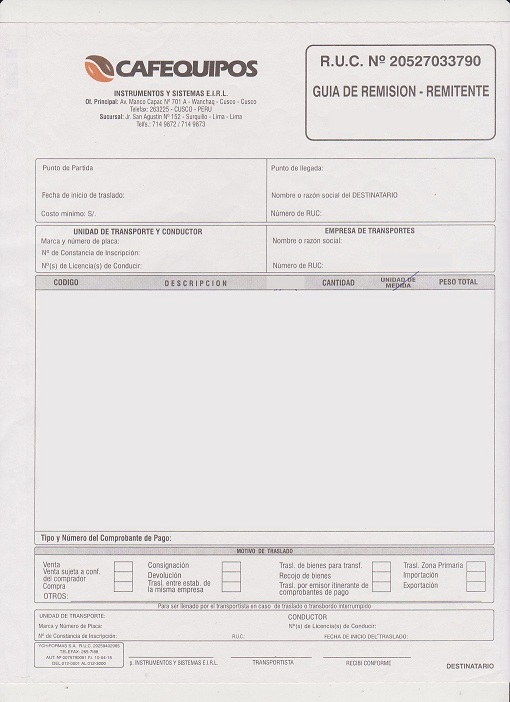 CAFEQUIPOS
INSTRUMENTOS Y SISTEMAS E.I.R.L.
Of. Principal: Av. Manco Capac Nº 701 A - Wanchaq - Cusco - Cusco
Telefax: 263225 - CUSCO - PERU
Sucursal: Jr. San Agustin Nº 152 - Surquillo - Lima - Lima
Telfs.: 714 9872 / 714 9873
R.U.C. Nº 20527033790
GUIA DE REMISION - REMITENTE
Punto de Partida
Punto de llegada:
Fecha de inicio de traslado:
Nombre o razón social del DESTINATARIO
Costo minimo: S/.
Número de RUC:
UNIDAD DE TRANSPORTE Y CONDUCTOR
EMPRESA DE TRANSPORTES
Marca y número de placa:
Nombre o razón social:
Nº de Constancia de Inscripción:
Nº(s) de Licencia(s) de Conducir:
Número de RUC:
CODIGO DESCRIPCION CANTIDAD UNIDAD DE MEDIDA PESO TOTAL
Tipo y Número del Comprobante de Pago:
MOTIVO DE TRASLADO
Venta
Venta sujeta a conf. del comprador
Compra
OTROS:
Consignación
Devolución
Trasl. entre estab. de la misma empresa
Trasl. de bienes para transf.
Recojo de bienes
Trasl. por emisor itinerante de comprobantes de pago
Trasl. Zona Primaria
Importación
Exportación
Para ser llenado por el transportista en caso de traslado o transbordo interrumpido
UNIDAD DE TRANSPORTE:
CONDUCTOR
Marca y Número de Placa:
Nº(s) de Licencia(s) de Conducir:
Nº de Constancia de Inscripción:
R.U.C:
FECHA DE INICIO DEL TRASLADO:
TELEFAX:
p. INSTRUMENTOS Y SISTEMAS E.I.R.L.
TRANSPORTISTA
RECIBI CONFORME
DESTINATARIO